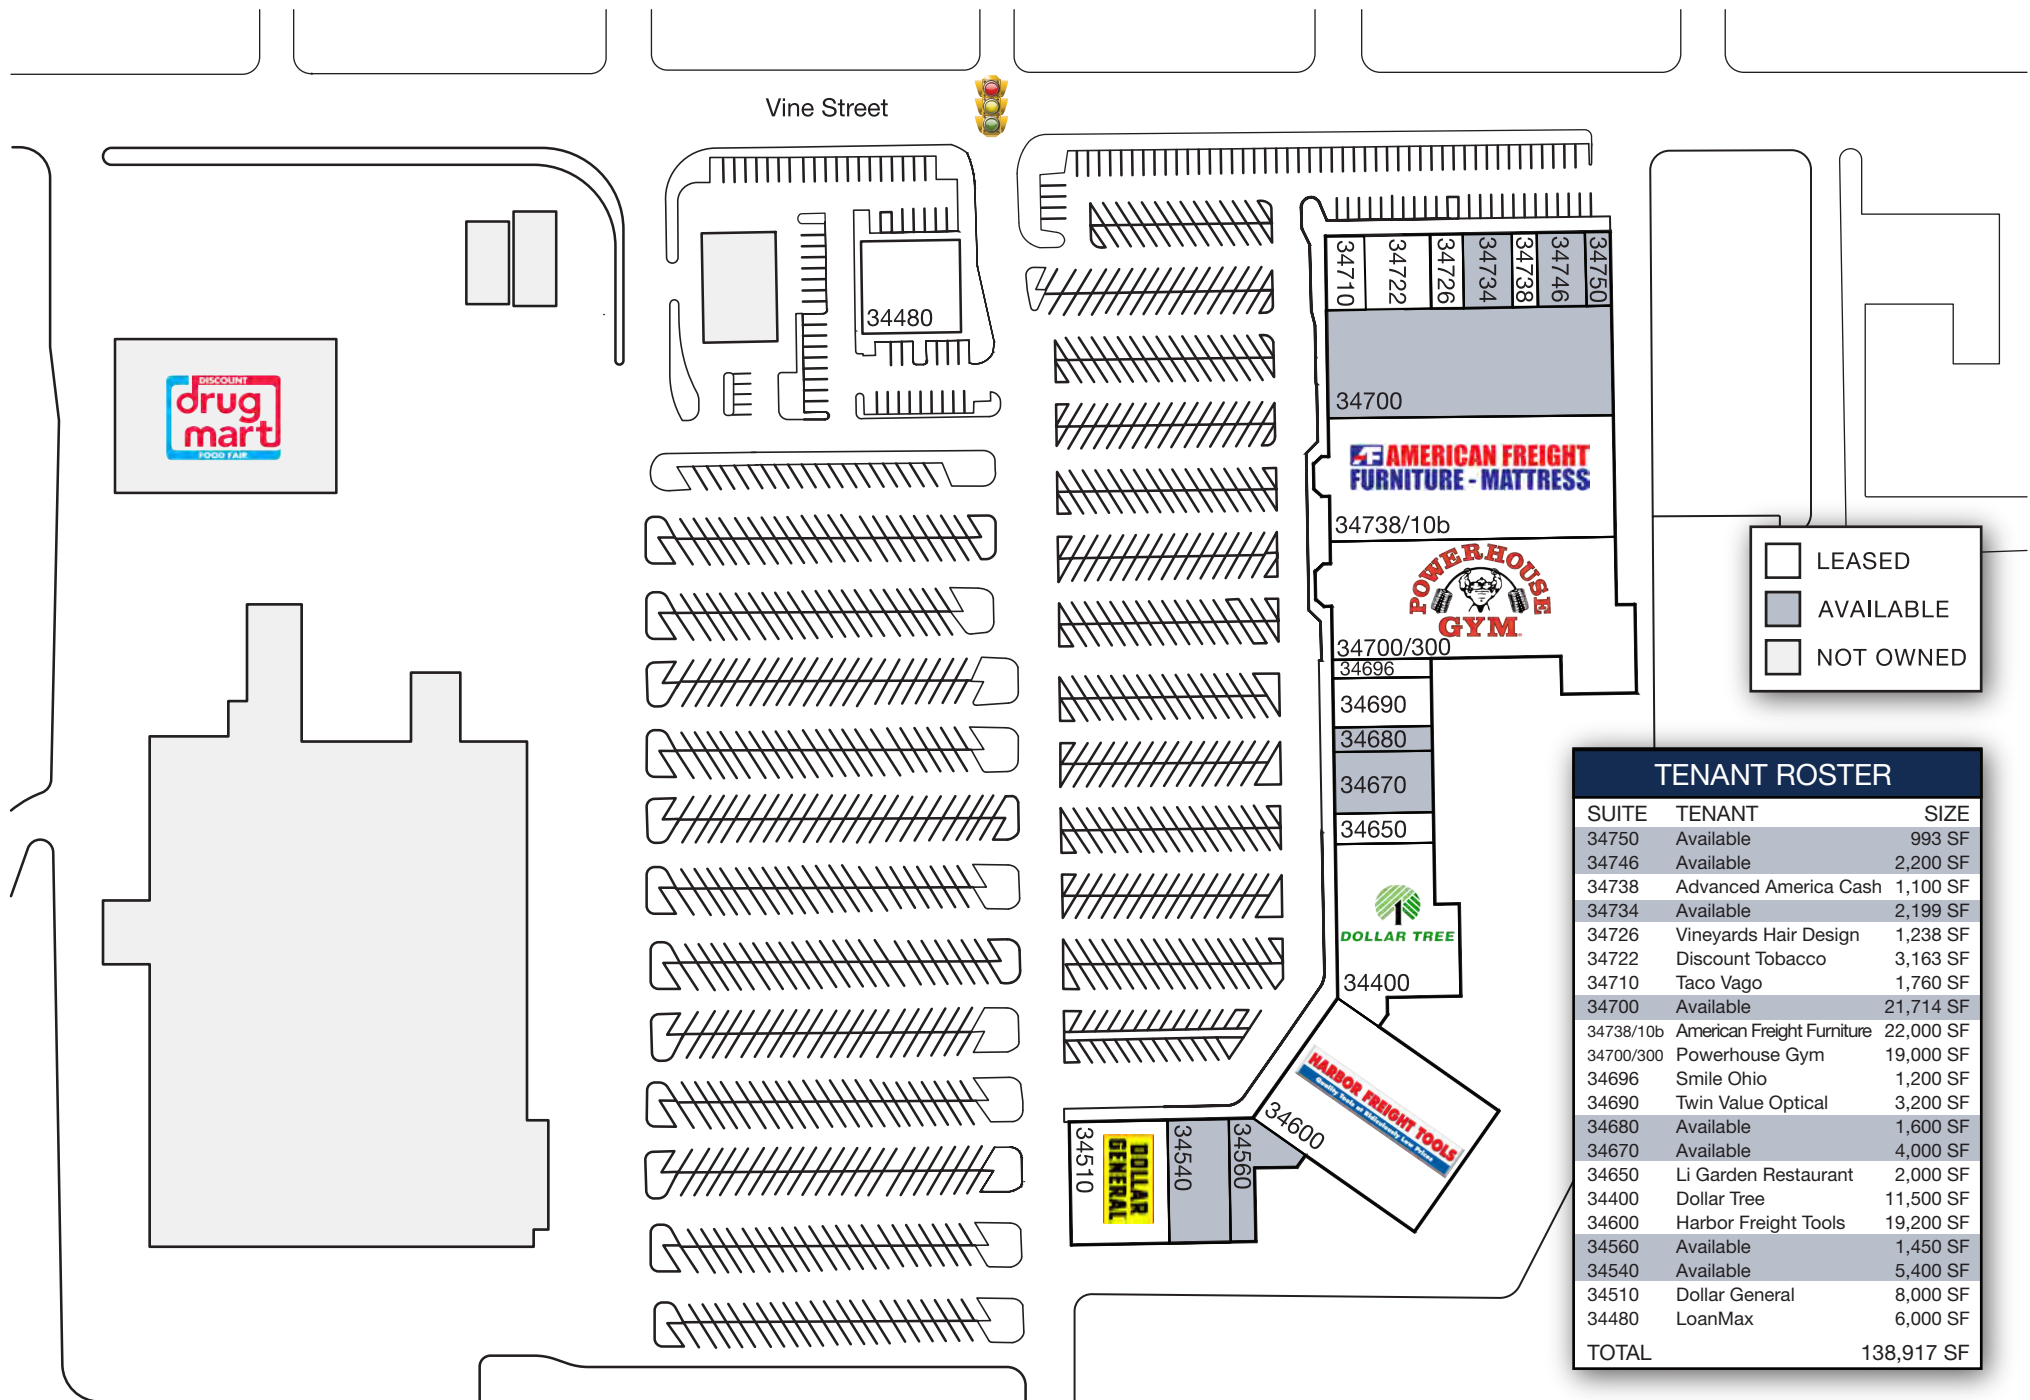 Vine Street
34480
DISCOUNT
drug
mart
FOOD FAIR
34710
34722
34726
34734
34738
34746
34750
34700
AF AMERICAN FREIGHT
FURNITURE - MATTRESS
34738/10b
POWERHOUSE
GYM
34700/300
34696
34690
34680
34670
34650
DOLLAR TREE
34400
HARBOR FREIGHT TOOLS
Quality Tools at Ridiculously Low Prices
34600
34510
DOLLAR
GENERAL
34540
34560
LEASED
AVAILABLE
NOT OWNED
TENANT ROSTER
SUITE TENANT SIZE
34750 Available 993 SF
34746 Available 2,200 SF
34738 Advanced America Cash 1,100 SF
34734 Available 2,199 SF
34726 Vineyards Hair Design 1,238 SF
34722 Discount Tobacco 3,163 SF
34710 Taco Vago 1,760 SF
34700 Available 21,714 SF
34738/10b American Freight Furniture 22,000 SF
34700/300 Powerhouse Gym 19,000 SF
34696 Smile Ohio 1,200 SF
34690 Twin Value Optical 3,200 SF
34680 Available 1,600 SF
34670 Available 4,000 SF
34650 Li Garden Restaurant 2,000 SF
34400 Dollar Tree 11,500 SF
34600 Harbor Freight Tools 19,200 SF
34560 Available 1,450 SF
34540 Available 5,400 SF
34510 Dollar General 8,000 SF
34480 LoanMax 6,000 SF
TOTAL 138,917 SF